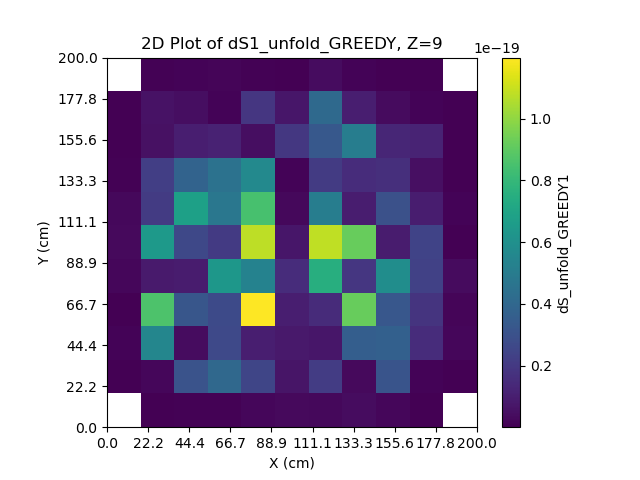 2D Plot of dS1_unfold_GREEDY, Z=9
1e−19
200.0
177.8
155.6
133.3
111.1
88.9
66.7
44.4
22.2
0.0
Y (cm)
0.0 22.2 44.4 66.7 88.9 111.1 133.3 155.6 177.8 200.0
X (cm)
1.0
0.8
0.6
0.4
0.2
dS_unfold_GREEDY1